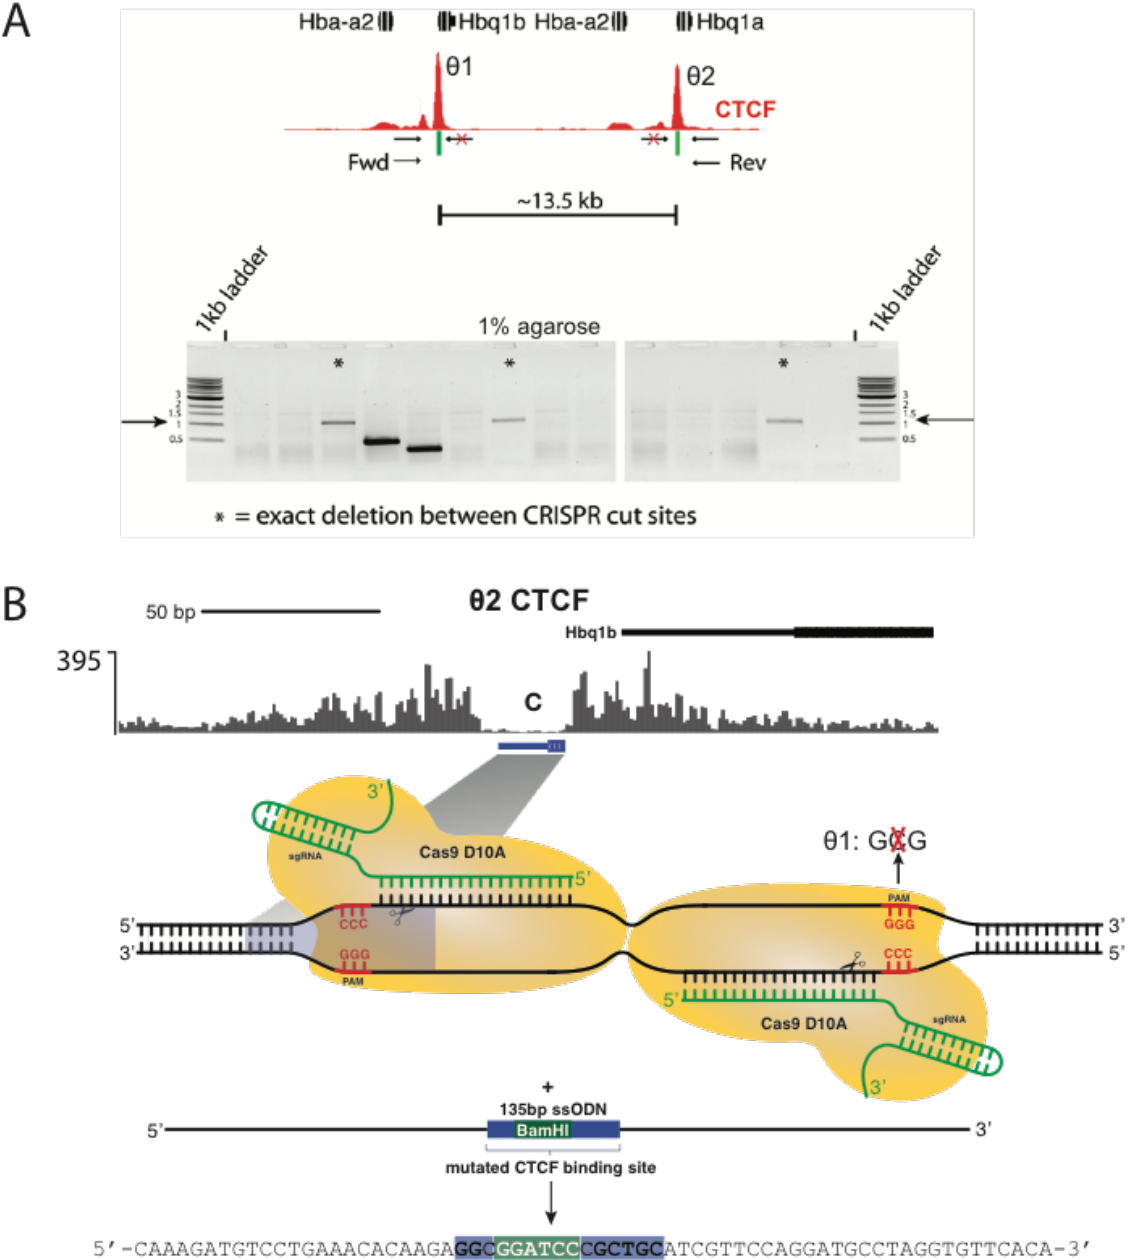 A
Hba-a2 Hbq1b Hba-a2 Hbq1a
θ1 θ2
CTCF
Fwd Rev
~13.5 kb
1kb ladder 1kb ladder
1% agarose
* * *
3 3
2 2
1.5 1.5
1 1
0.5 0.5
* = exact deletion between CRISPR cut sites
B
θ2 CTCF
50 bp
Hbq1b
395
C
3'
sgRNA
Cas9 D10A
5'
θ1: GCG
PAM
5' CCC GGG 3'
3' GGG CCC 5'
PAM
5'
Cas9 D10A
sgRNA
3'
+
135bp ssODN
5' BamHI 3'
mutated CTCF binding site
5'-CAAAGATGTCCTGAAACACAAGAGGCGGATCCCGCTGCATCGTTCCAGGATGCCTAGGTGTTCACA-3'